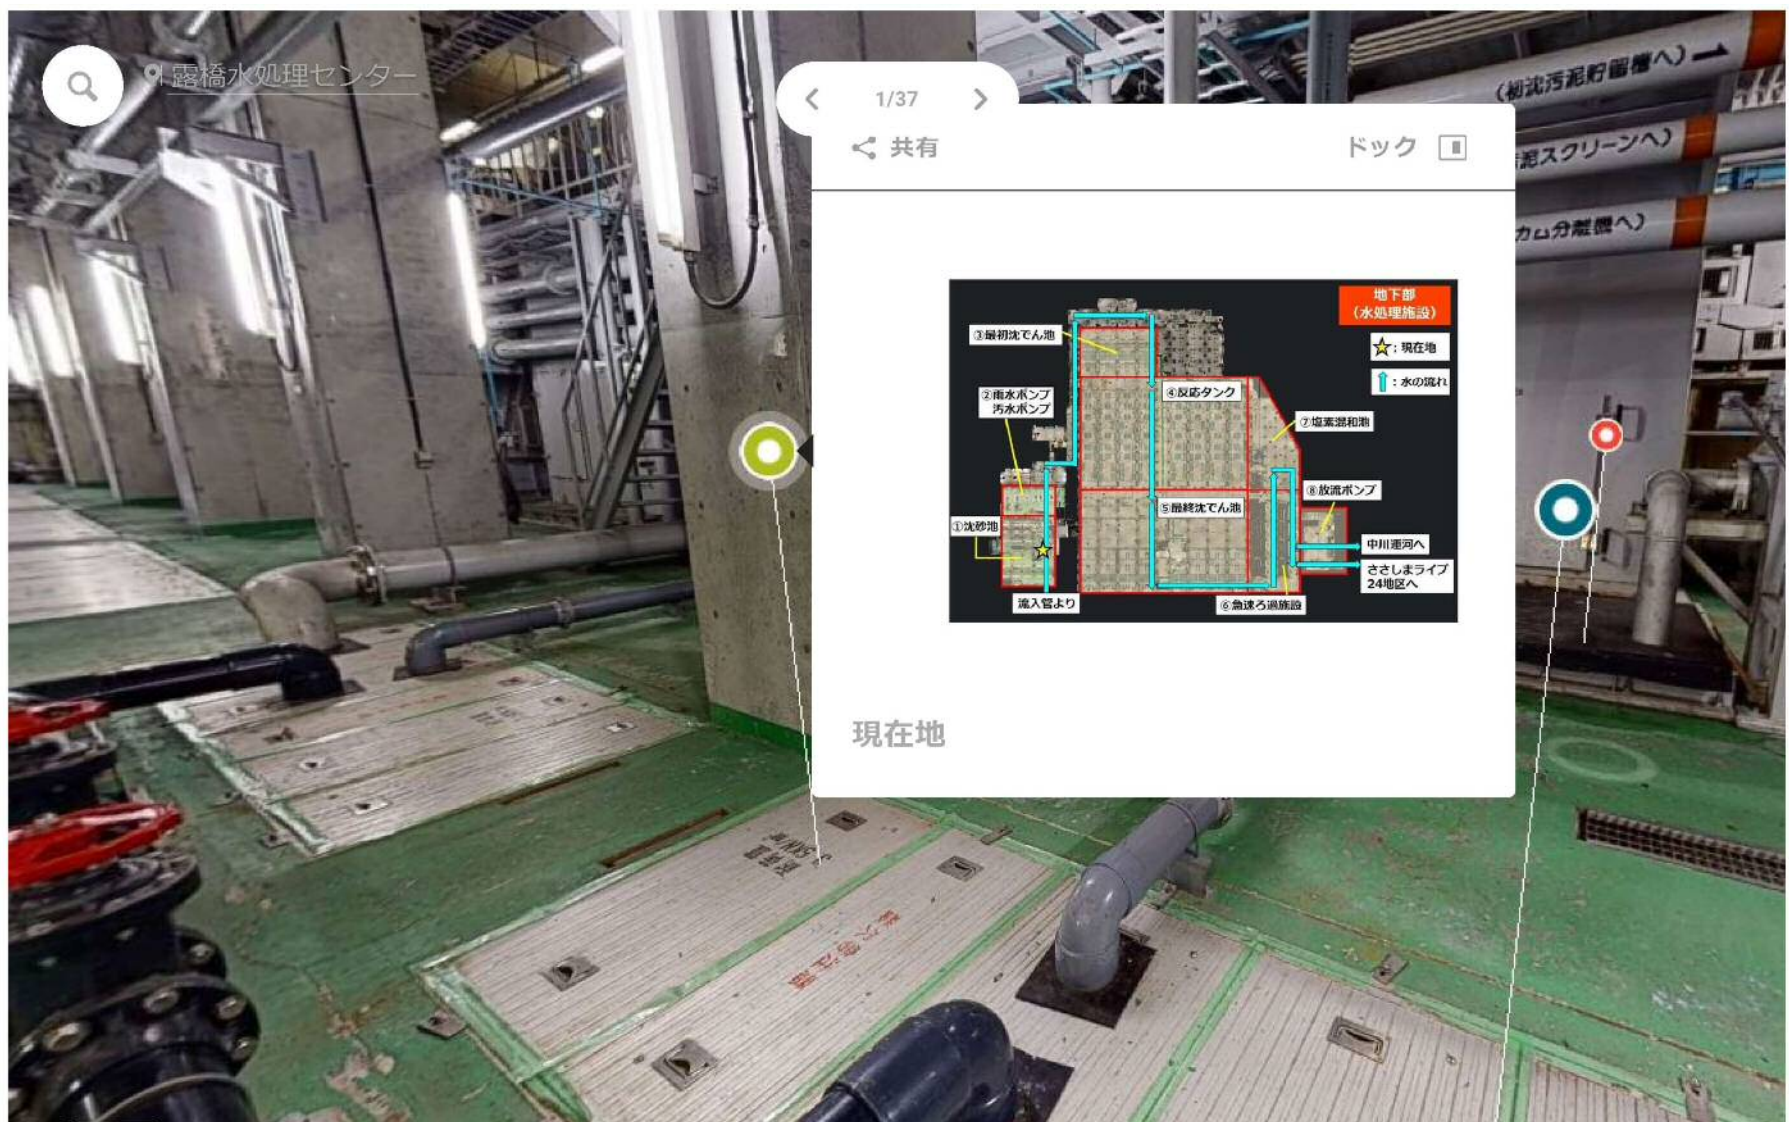 露橋水処理センター
1/37
共有
ドック
地下部
(水処理施設)
:現在地
:水の流れ
③最初沈でん池
②雨水ポンプ
汚水ポンプ
④反応タンク
⑦塩素混和池
⑧放流ポンプ
①沈砂池
⑤最終沈でん池
中川運河へ
ささしまライブ
24地区へ
流入管より
⑥急速ろ過施設
現在地
(初沈汚泥貯留槽へ) 1
泥スクリーンへ)
カム分離機へ)